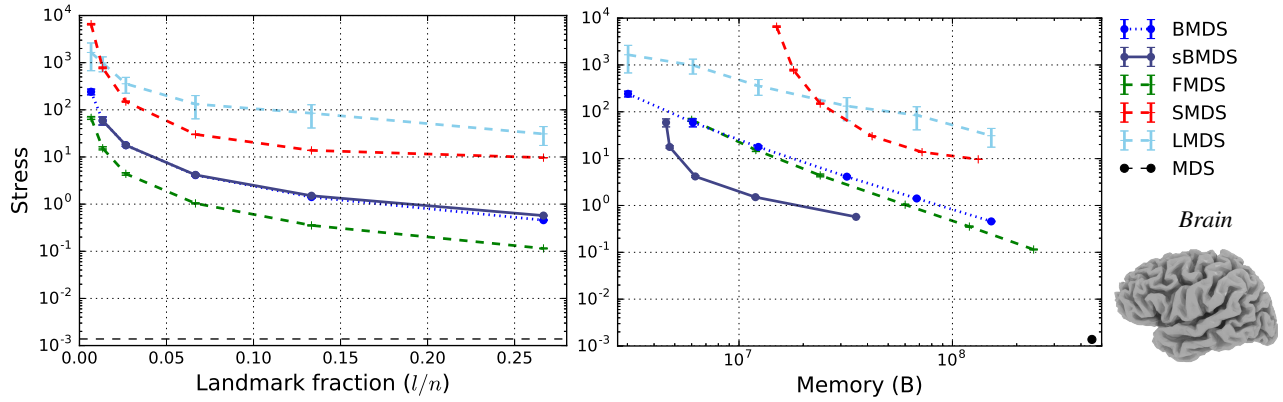 10^4
10^3
10^2
10^1
10^0
10^-1
10^-2
10^-3
Stress
0.00 0.05 0.10 0.15 0.20 0.25
Landmark fraction (l/n)
10^4
10^3
10^2
10^1
10^0
10^-1
10^-2
10^-3
10^7 10^8
Memory (B)
BMDS
sBMDS
FMDS
SMDS
LMDS
MDS
Brain